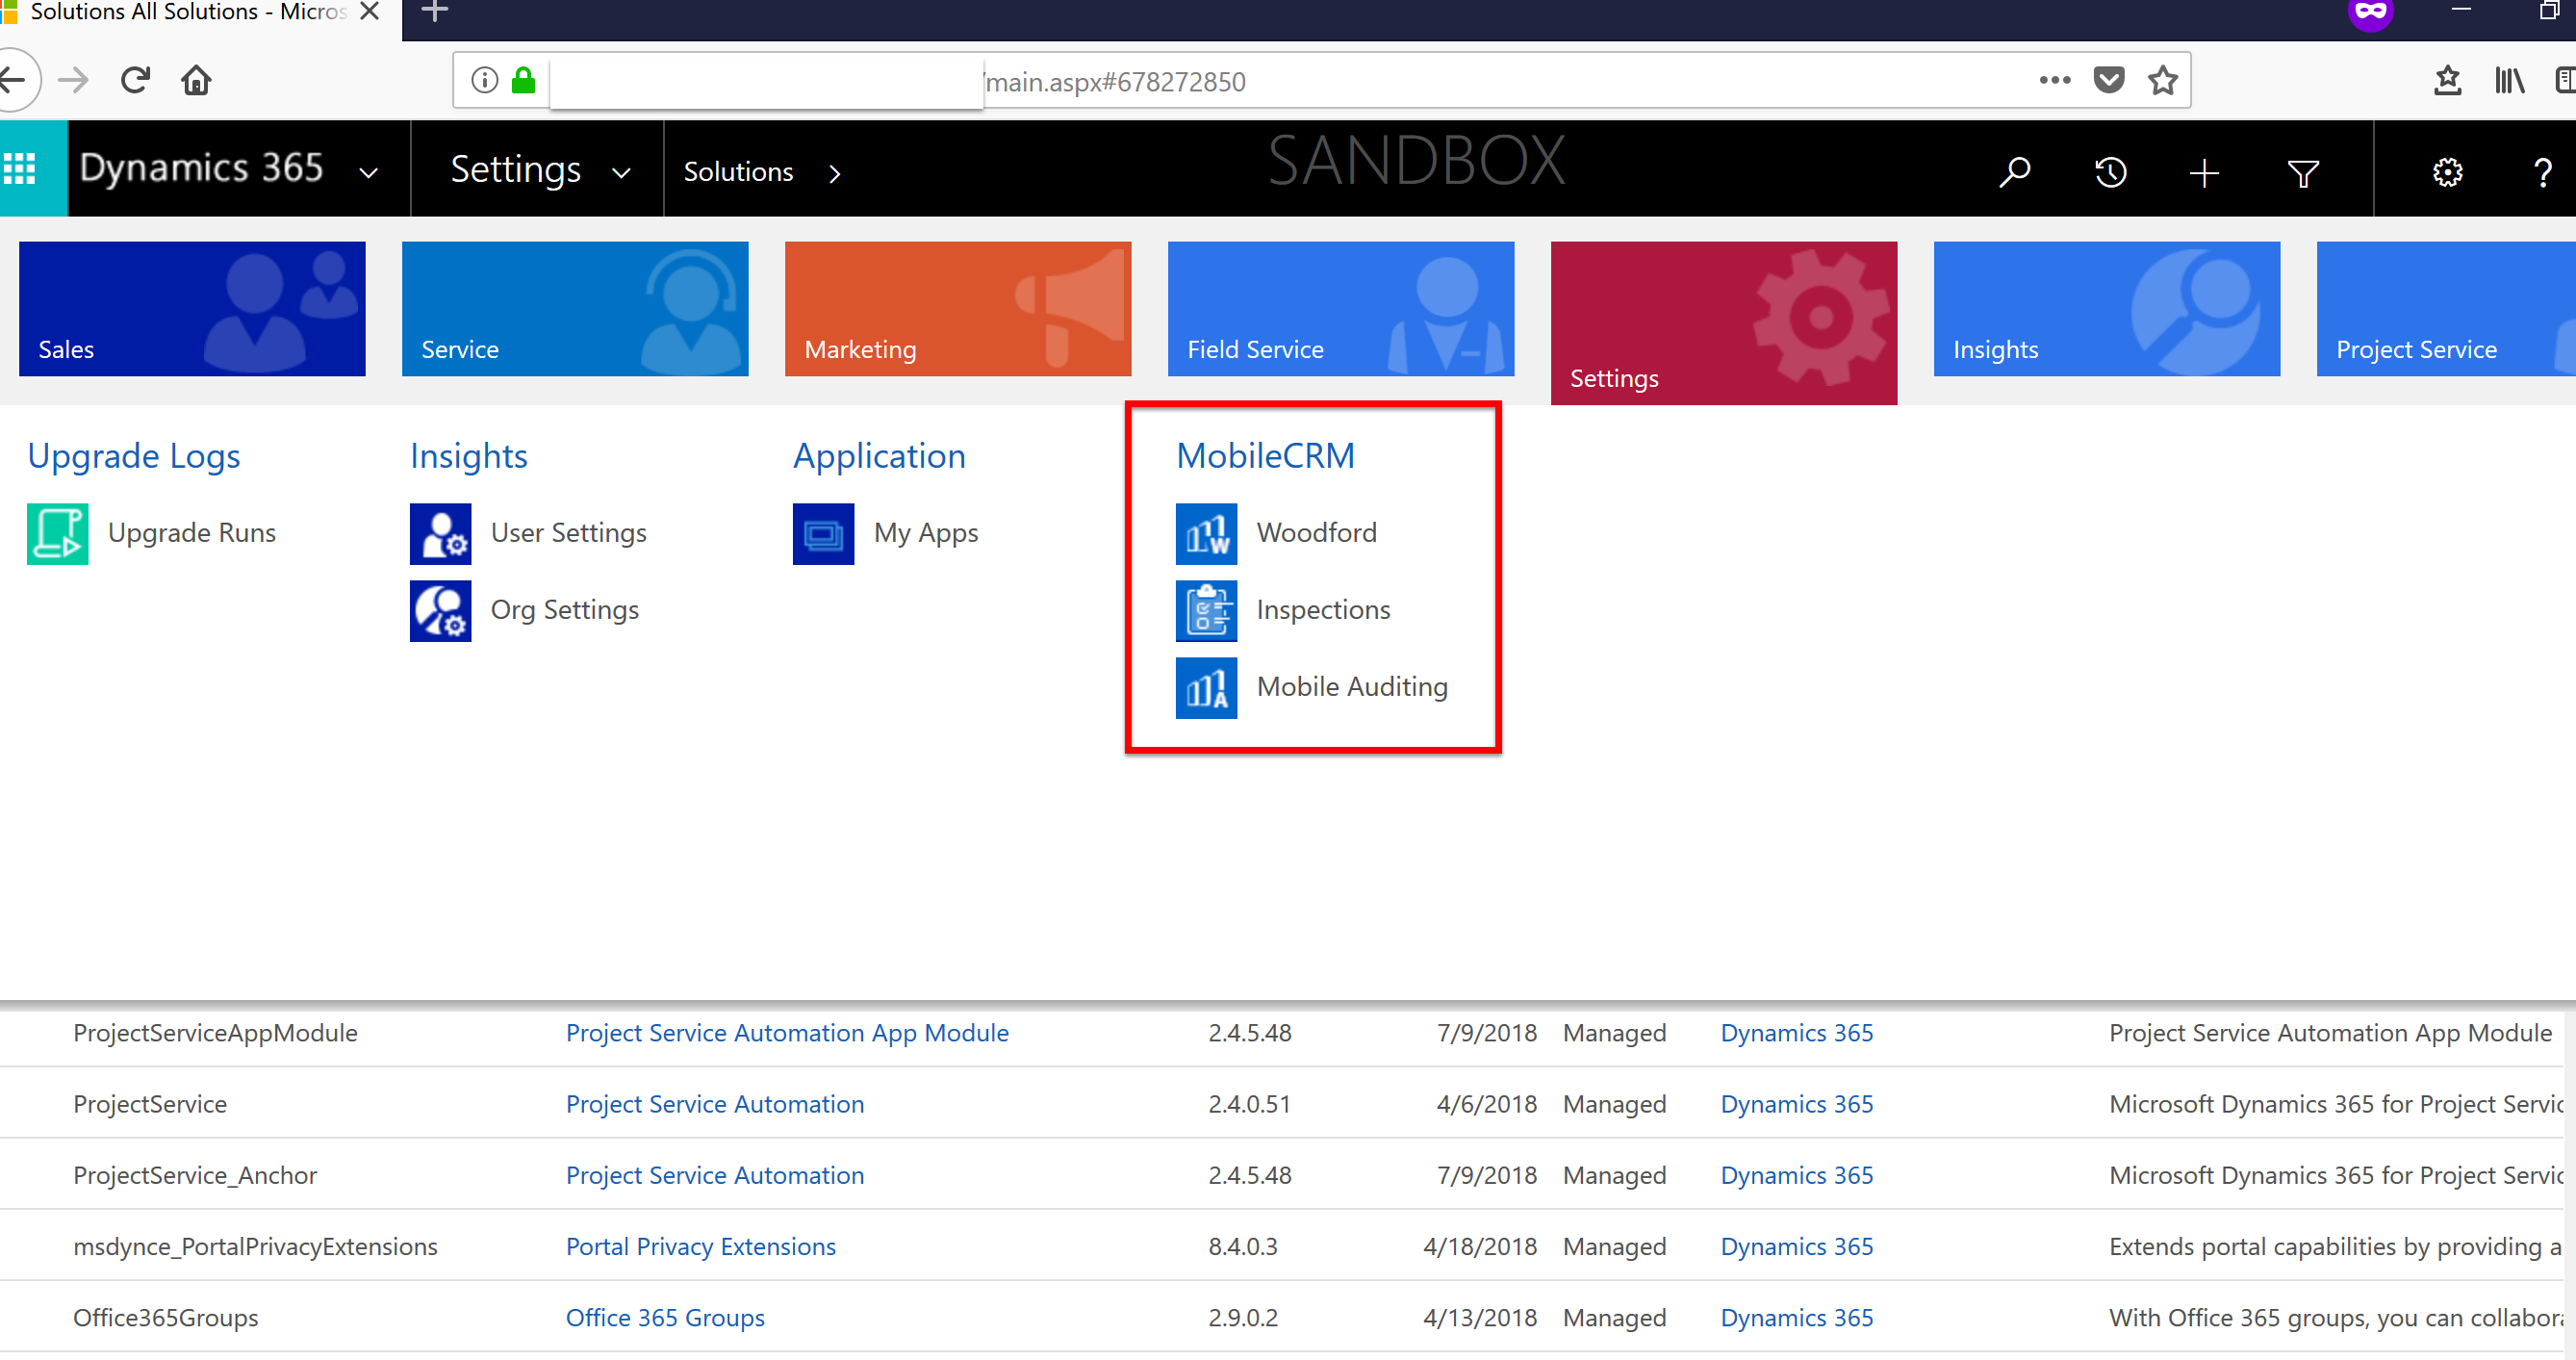 Solutions All Solutions - Micros
/main.aspx#678272850
Dynamics 365
Settings
Solutions
SANDBOX
?
Sales
Service
Marketing
Field Service
Settings
Insights
Project Service
Upgrade Logs
Insights
Application
MobileCRM
Upgrade Runs
User Settings
My Apps
Woodford
Org Settings
Inspections
Mobile Auditing
ProjectServiceAppModule Project Service Automation App Module 2.4.5.48 7/9/2018 Managed Dynamics 365 Project Service Automation App Module
ProjectService Project Service Automation 2.4.0.51 4/6/2018 Managed Dynamics 365 Microsoft Dynamics 365 for Project Servic
ProjectService_Anchor Project Service Automation 2.4.5.48 7/9/2018 Managed Dynamics 365 Microsoft Dynamics 365 for Project Servic
msdynce_PortalPrivacyExtensions Portal Privacy Extensions 8.4.0.3 4/18/2018 Managed Dynamics 365 Extends portal capabilities by providing a
Office365Groups Office 365 Groups 2.9.0.2 4/13/2018 Managed Dynamics 365 With Office 365 groups, you can collabora